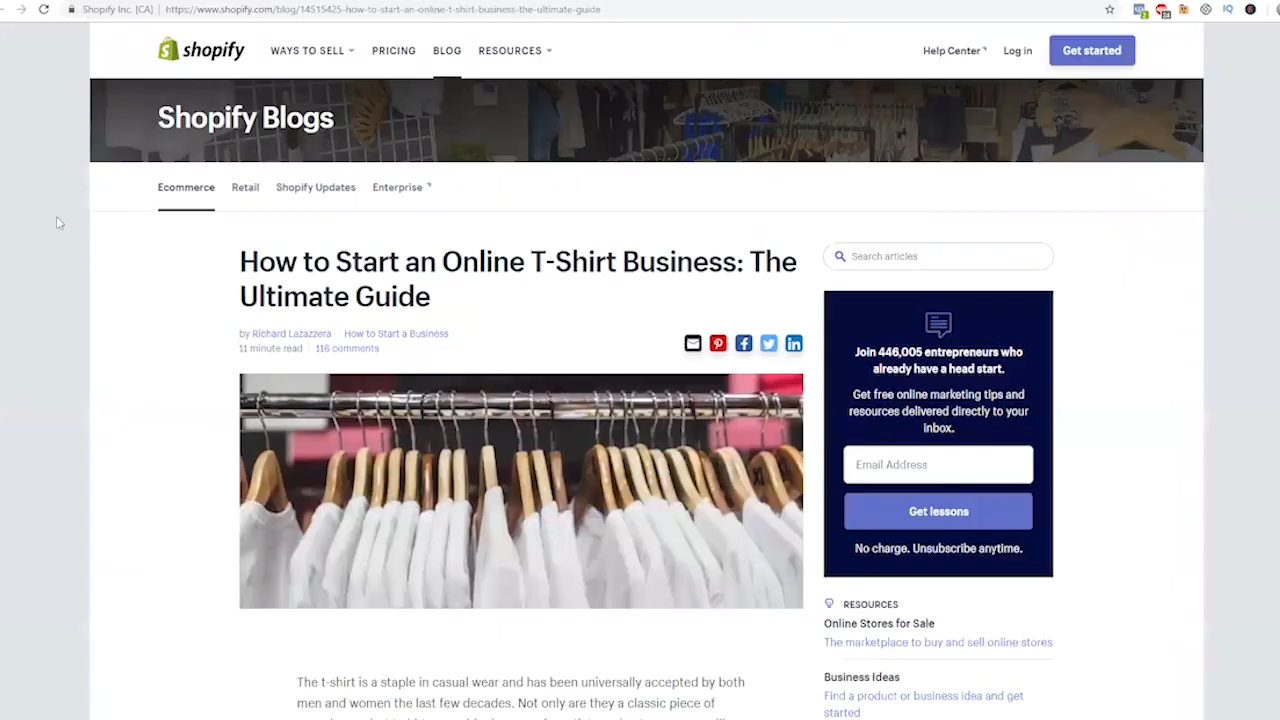 Shopify Inc. [CA] https://www.shopify.com/blog/14515425-how-to-start-an-online-t-shirt-business-the-ultimate-guide
shopify WAYS TO SELL PRICING BLOG RESOURCES Help Center Log in Get started
Shopify Blogs
Ecommerce Retail Shopify Updates Enterprise
How to Start an Online T-Shirt Business: The
Ultimate Guide
by Richard Lazazzera How to Start a Business
11 minute read 116 comments
The t-shirt is a staple in casual wear and has been universally accepted by both
men and women the last few decades. Not only are they a classic piece of
Search articles
Join 446,005 entrepreneurs who
already have a head start.
Get free online marketing tips and
resources delivered directly to your
inbox.
Email Address
Get lessons
No charge. Unsubscribe anytime.
RESOURCES
Online Stores for Sale
The marketplace to buy and sell online stores
Business Ideas
Find a product or business idea and get
started